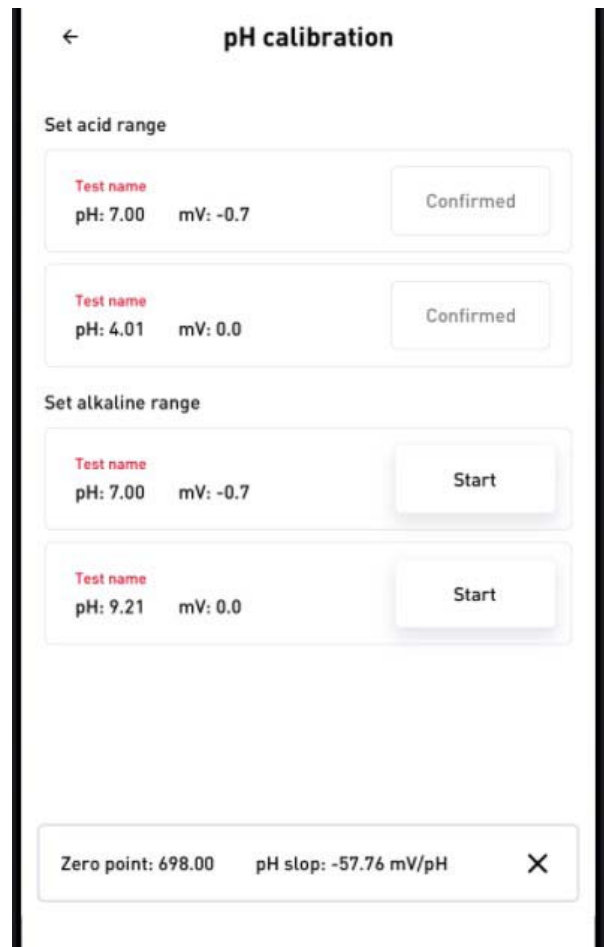 pH calibration
Set acid range
Test name
pH: 7.00 mV: -0.7
Confirmed
Test name
pH: 4.01 mV: 0.0
Confirmed
Set alkaline range
Test name
pH: 7.00 mV: -0.7
Start
Test name
pH: 9.21 mV: 0.0
Start
Zero point: 698.00 pH slop: -57.76 mV/pH